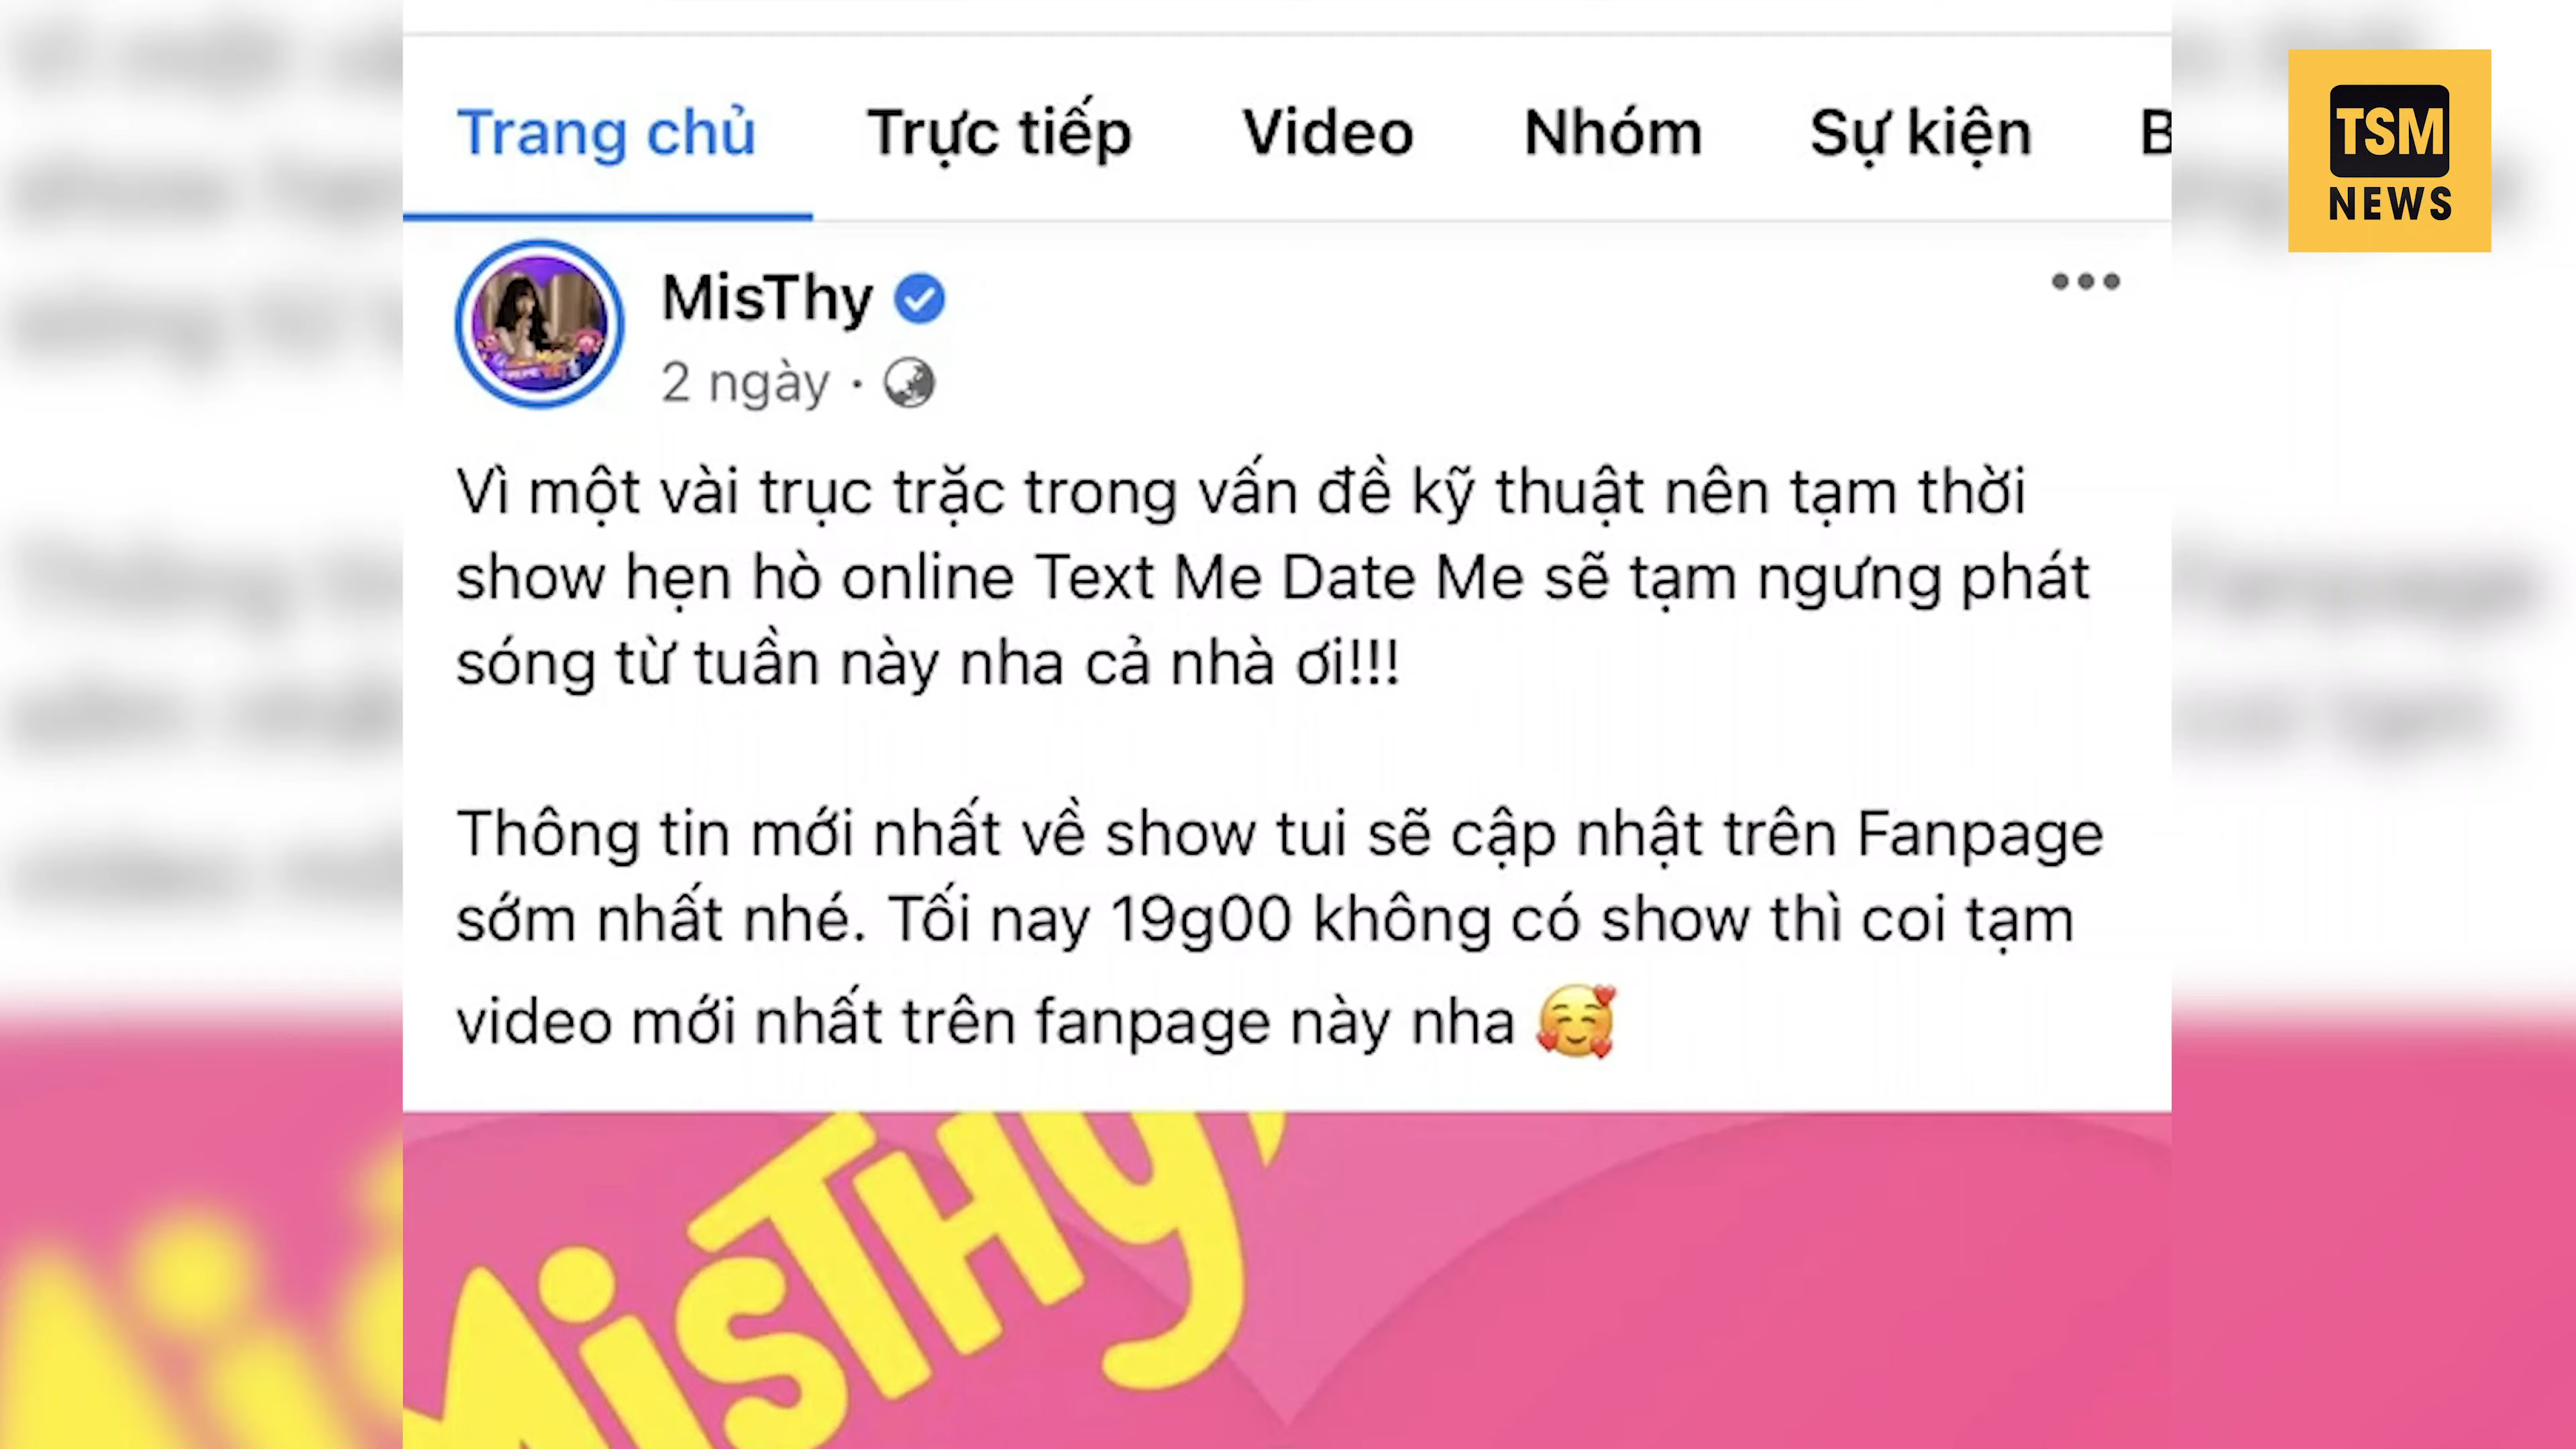 Trang chủ Trực tiếp Video Nhóm Sự kiện B
TSM
NEWS
MisThy
2 ngày ·
Vì một vài trục trặc trong vấn đề kỹ thuật nên tạm thời
show hẹn hò online Text Me Date Me sẽ tạm ngưng phát
sóng từ tuần này nha cả nhà ơi!!!
Thông tin mới nhất về show tui sẽ cập nhật trên Fanpage
sớm nhất nhé. Tối nay 19g00 không có show thì coi tạm
video mới nhất trên fanpage này nha 🥰
MisTHy